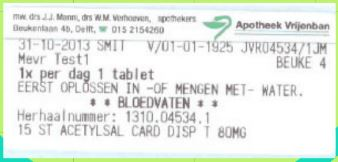 mw. drs J.J. Mamri, drs W.M. Verhoeven, apothekers
Beukenlaan 4b, Delft, ☎ 015 2154260
Apotheek Vrijenban
31-10-2013 SMIT V/01-01-1925 JVR04534/1JM
Mevr Test1 BEUKE 4
1x per dag 1 tablet
EERST OPLOSSEN IN -OF MENGEN MET- WATER.
* * BLOEDVATEN * *
Herhaalnummer: 1310.04534.1
15 ST ACETYLSAL CARD DISP T 80MG